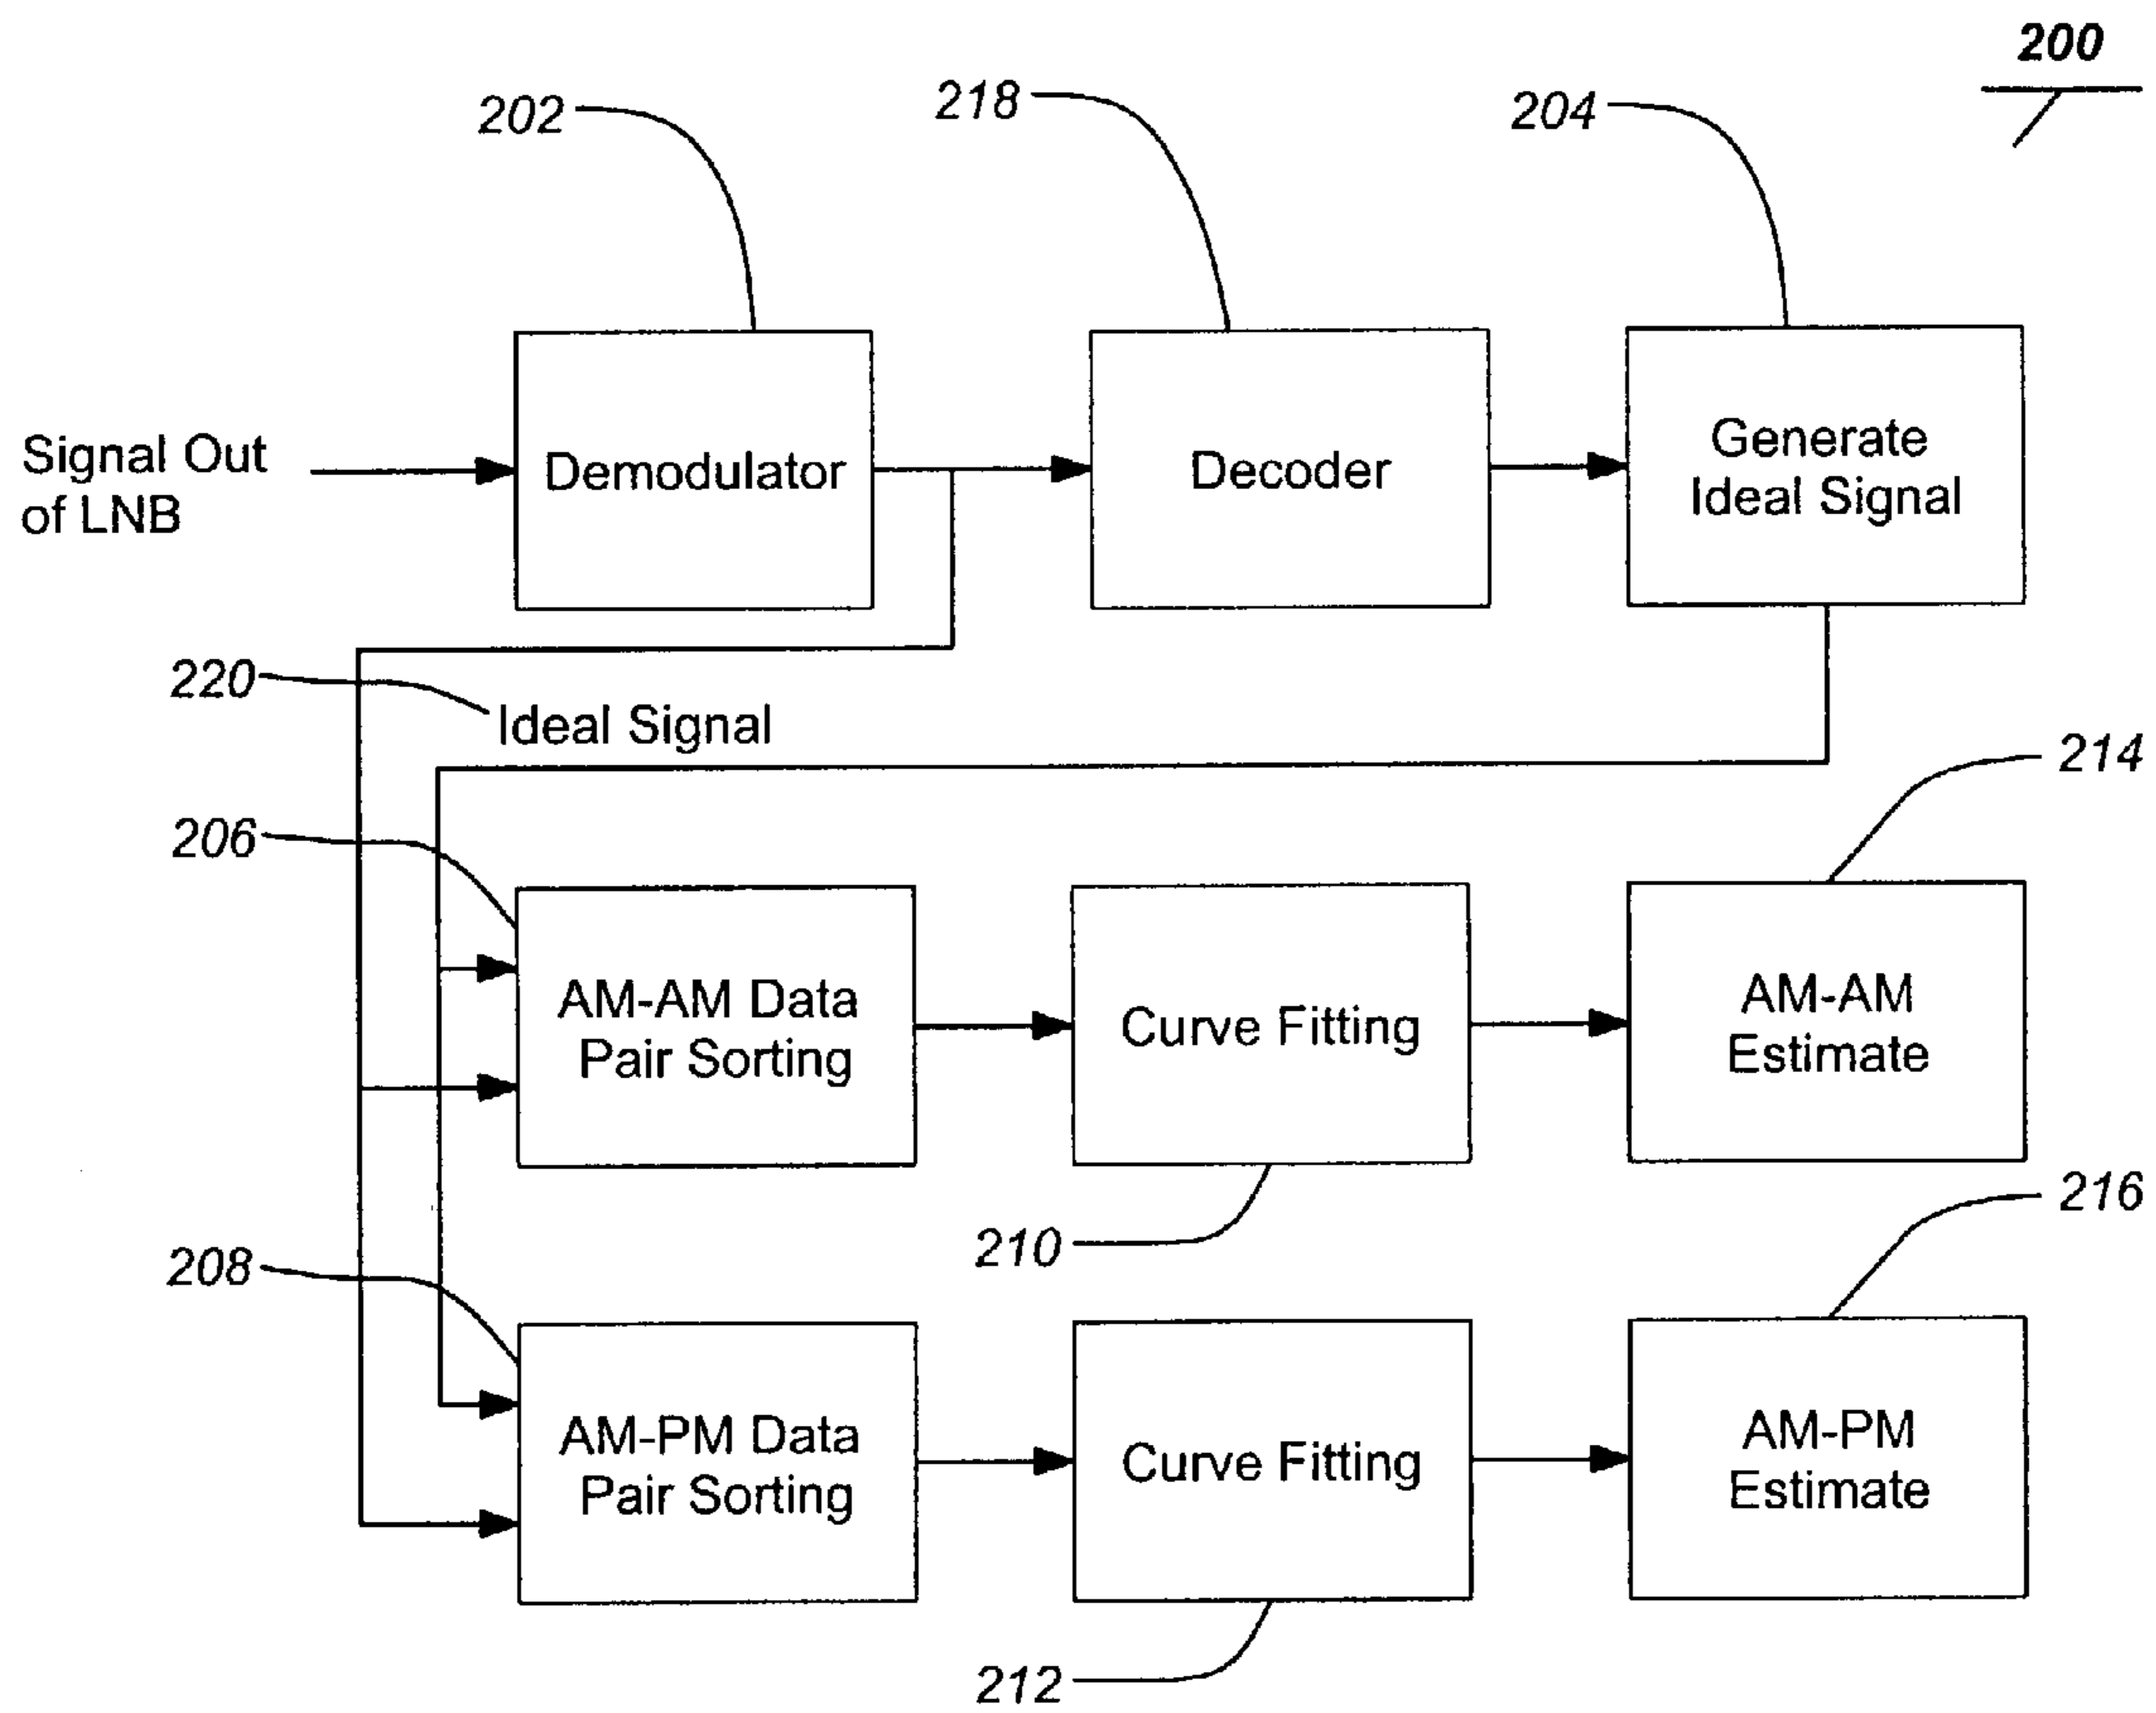 200
202
218
204
Signal Out
of LNB
Demodulator
Decoder
Generate
Ideal Signal
220
Ideal Signal
214
206
AM-AM Data
Pair Sorting
Curve Fitting
AM-AM
Estimate
210
216
208
AM-PM Data
Pair Sorting
Curve Fitting
AM-PM
Estimate
212